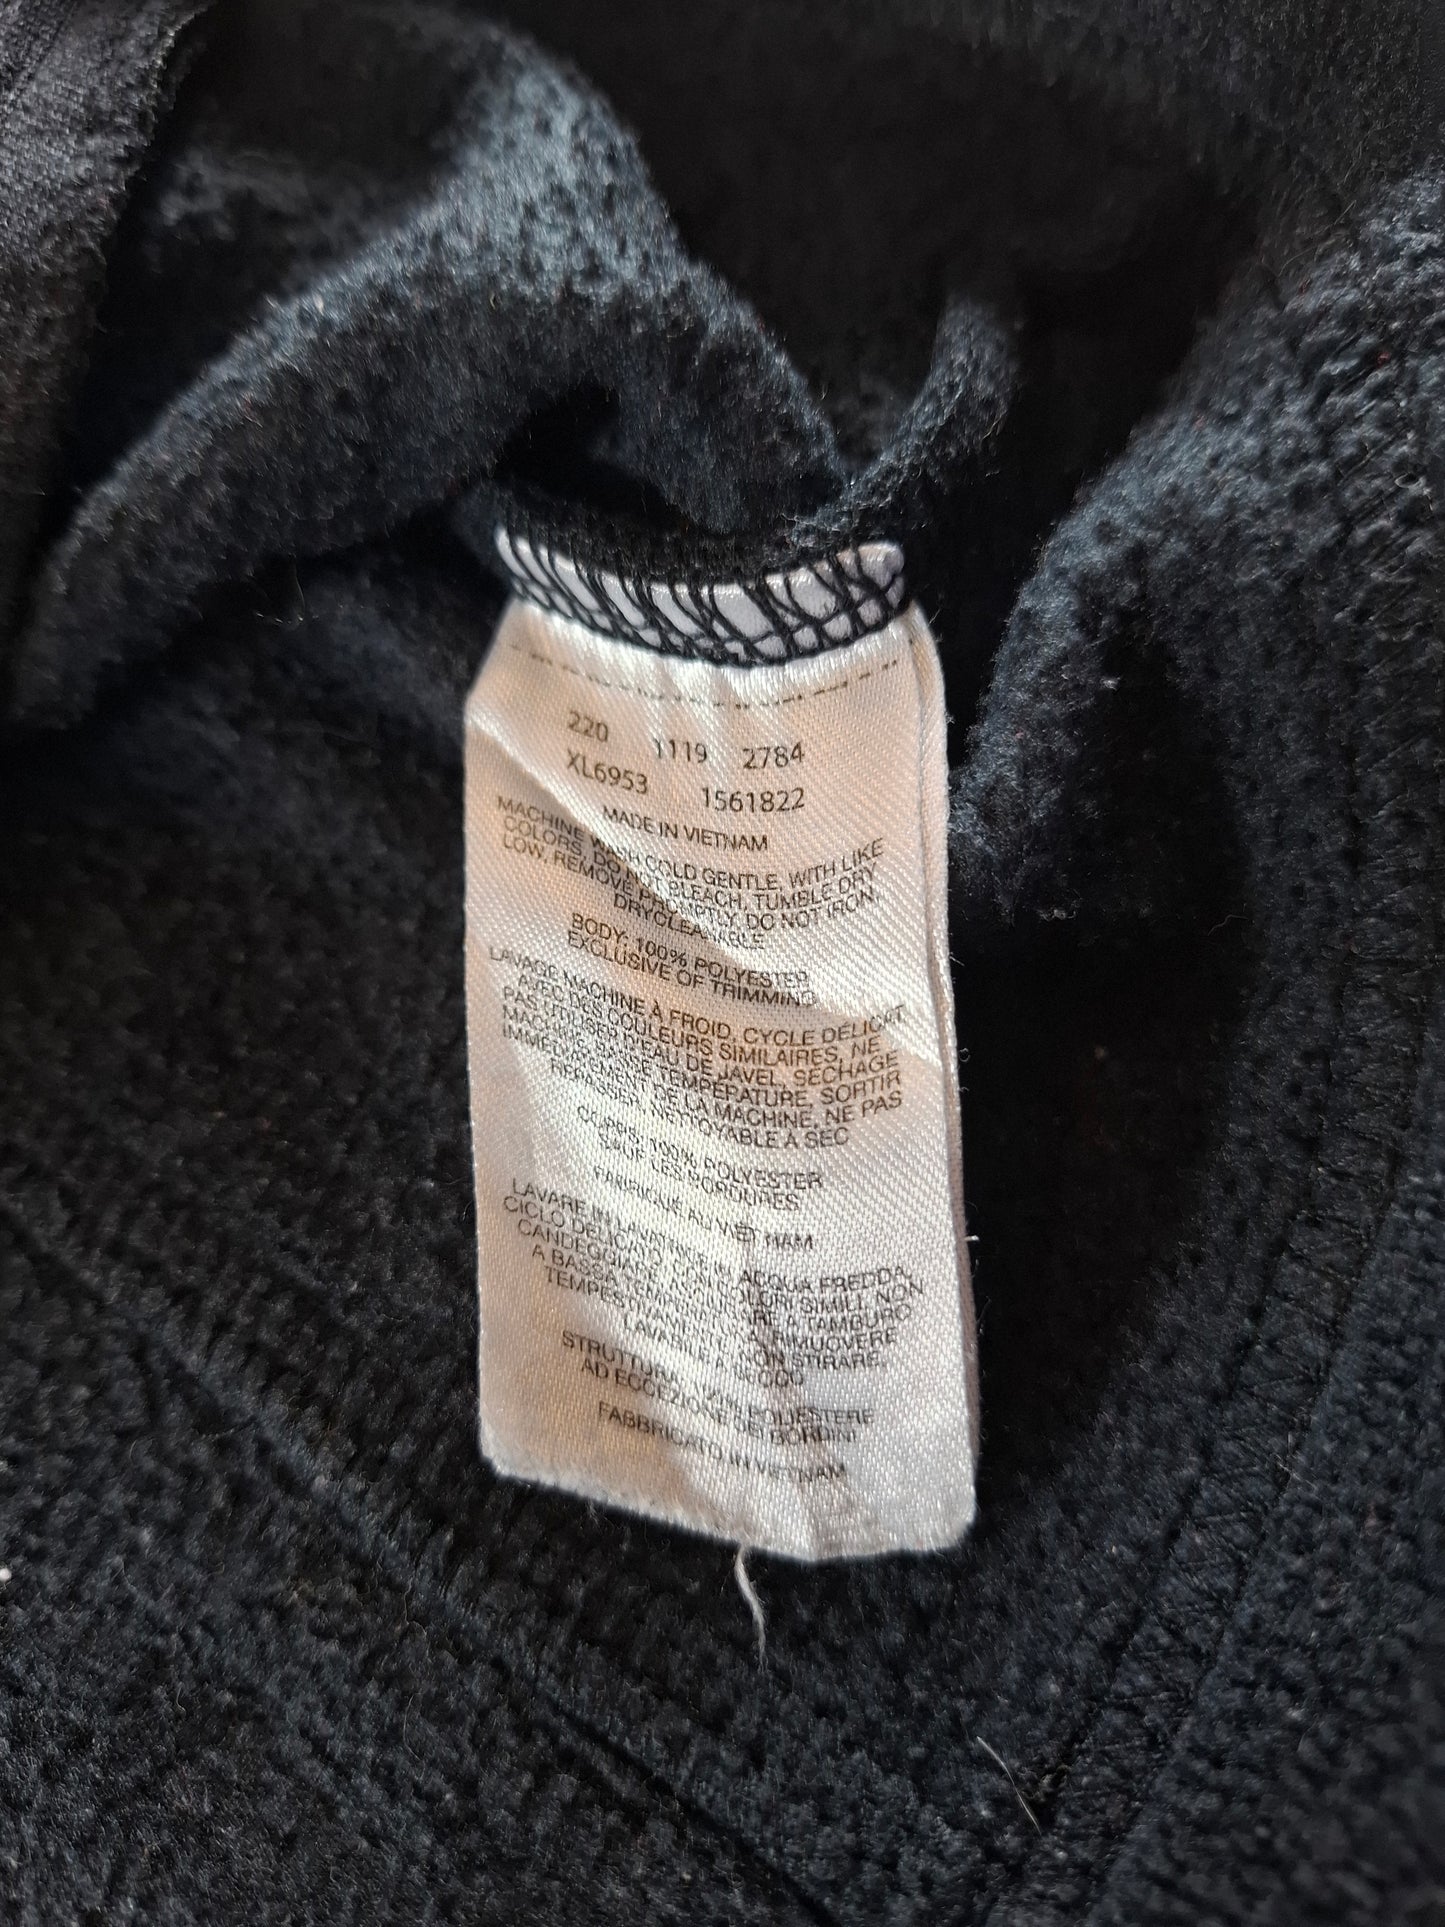 220 1119 2784
XL6953 1561822
MADE IN VIETNAM
MACHINE WASH COLD GENTLE, WITH LIKE
COLORS, DO NOT BLEACH, TUMBLE DRY
LOW, REMOVE PROMPTLY, DO NOT IRON,
DRYCLEANABLE
BODY: 100% POLYESTER
EXCLUSIVE OF TRIMMING
LAVAGE MACHINE À FROID, CYCLE DÉLICAT
AVEC DES COULEURS SIMILAIRES, NE
PAS UTILISER D'EAU DE JAVEL, SÉCHAGE
MACHINE BASSE TEMPÉRATURE, SORTIR
IMMÉDIATEMENT DE LA MACHINE, NE PAS
REPASSER, NETTOYABLE À SEC
CORPS: 100% POLYESTER
SAUF LES BORDURES
FABRIQUÉ AU VIET NAM
LAVARE IN LAVATRICE IN ACQUA FREDDA,
CICLO DELICATO, COLORI SIMILI, NON
CANDEGGIARE, ASCIUGARE A TAMBURO
A BASSA TEMPERATURA, RIMUOVERE
TEMPESTIVAMENTE, NON STIRARE,
LAVABILE A SECCO
STRUTTURA: 100% POLIESTERE
AD ECCEZIONE DEI BORDINI
FABBRICATO IN VIETNAM